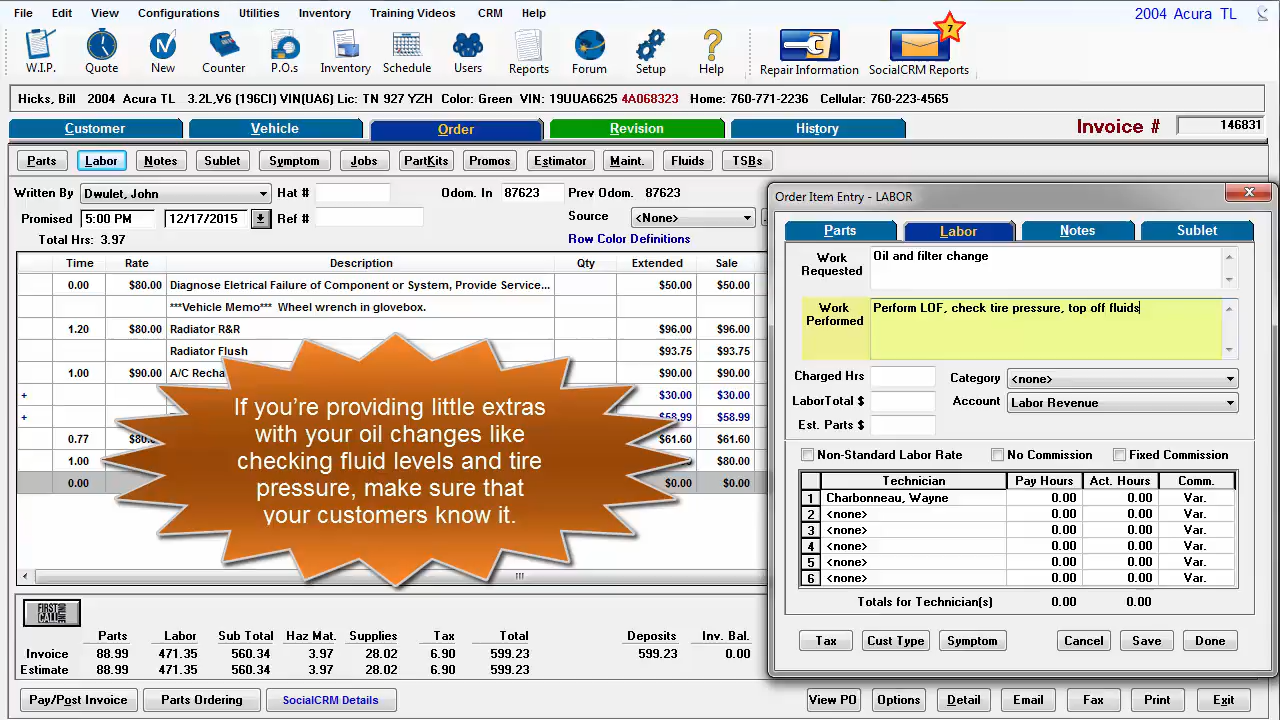 File Edit View Configurations Utilities Inventory Training Videos CRM Help 2004 Acura TL
7
W.I.P. Quote New Counter P.O.s Inventory Schedule Users Reports Forum Setup Help Repair Information SocialCRM Reports
Hicks, Bill 2004 Acura TL 3.2L,V6 (196CI) VIN(UA6) Lic: TN 927 YZH Color: Green VIN: 19UUA6625 4A068323 Home: 760-771-2236 Cellular: 760-223-4565
Customer Vehicle Order Revision History Invoice # 146831
Parts Labor Notes Sublet Symptom Jobs PartKits Promos Estimator Maint. Fluids TSBs
Written By Dwulet, John Hat # Odom. In 87623 Prev Odom. 87623
Promised 5:00 PM 12/17/2015 Ref # Source <None>
Total Hrs: 3.97 Row Color Definitions
Time Rate Description Qty Extended Sale
0.00 $80.00 Diagnose Eletrical Failure of Component or System, Provide Service... $50.00 $50.00
***Vehicle Memo*** Wheel wrench in glovebox.
1.20 $80.00 Radiator R&R $96.00 $96.00
Radiator Flush $93.75 $93.75
1.00 $90.00 A/C Recha $90.00 $90.00
+ $30.00 $30.00
+ $58.99 $58.99
0.77 $80. $61.60 $61.60
1.00 $80.00
0.00 $0.00 $0.00
If you're providing little extras
with your oil changes like
checking fluid levels and tire
pressure, make sure that
your customers know it.
FIRST CALL
Parts Labor Sub Total Haz Mat. Supplies Tax Total Deposits Inv. Bal.
Invoice 88.99 471.35 560.34 3.97 28.02 6.90 599.23 599.23 0.00
Estimate 88.99 471.35 560.34 3.97 28.02 6.90 599.23
Pay/Post Invoice Parts Ordering SocialCRM Details View PO Options Detail Email Fax Print Exit
Order Item Entry - LABOR
Parts Labor Notes Sublet
Work Requested Oil and filter change
Work Performed Perform LOF, check tire pressure, top off fluids
Charged Hrs Category <none>
LaborTotal $ Account Labor Revenue
Est. Parts $
Non-Standard Labor Rate No Commission Fixed Commission
Technician Pay Hours Act. Hours Comm.
1 Charbonneau, Wayne 0.00 0.00 Var.
2 <none> 0.00 0.00 Var.
3 <none> 0.00 0.00 Var.
4 <none> 0.00 0.00 Var.
5 <none> 0.00 0.00 Var.
6 <none> 0.00 0.00 Var.
Totals for Technician(s) 0.00 0.00
Tax Cust Type Symptom Cancel Save Done